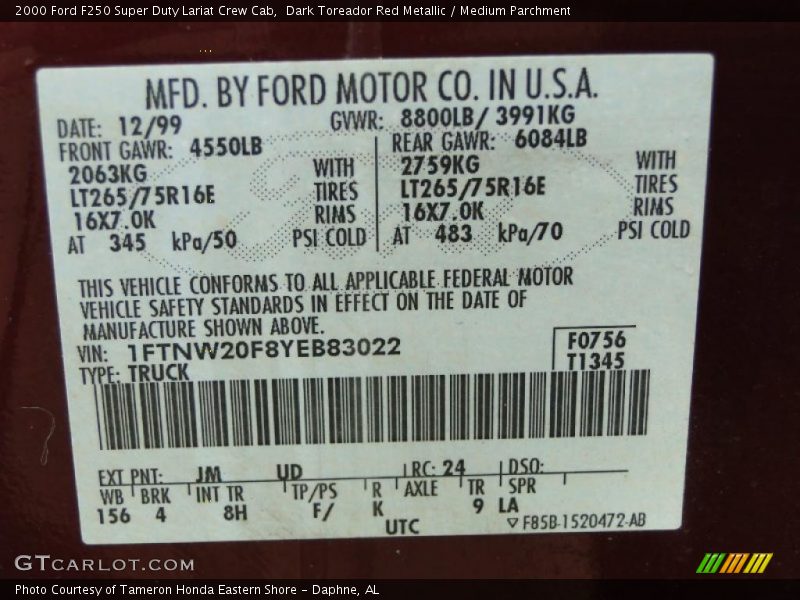 2000 Ford F250 Super Duty Lariat Crew Cab,  Dark Toreador Red Metallic / Medium Parchment
MFD. BY FORD MOTOR CO. IN U.S.A.
DATE: 12/99 GVWR: 8800LB/ 3991KG
FRONT GAWR: 4550LB REAR GAWR: 6084LB
2063KG WITH 2759KG WITH
LT265/75R16E TIRES LT265/75R16E TIRES
16X7.0K RIMS 16X7.0K RIMS
AT 345 kPa/50 PSI COLD AT 483 kPa/70 PSI COLD
THIS VEHICLE CONFORMS TO ALL APPLICABLE FEDERAL MOTOR
VEHICLE SAFETY STANDARDS IN EFFECT ON THE DATE OF
MANUFACTURE SHOWN ABOVE.
VIN: 1FTNW20F8YEB83022 F0756
TYPE: TRUCK T1345
EXT PNT: JM UD RC: 24 DSO:
WB BRK INT TR TP/PS R AXLE TR SPR
156 4 8H F/ K 9 LA
UTC F85B-1520472-AB
GTCARLOT.COM
Photo Courtesy of Tameron Honda Eastern Shore - Daphne, AL